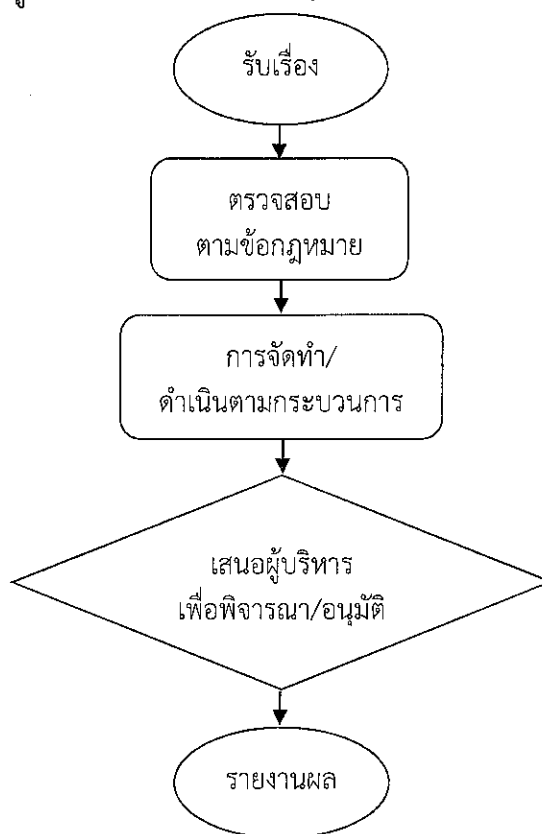 รับเรื่อง
ตรวจสอบ
ตามข้อกฎหมาย
การจัดทำ/
ดำเนินตามกระบวนการ
เสนอผู้บริหาร
เพื่อพิจารณา/อนุมัติ
รายงานผล